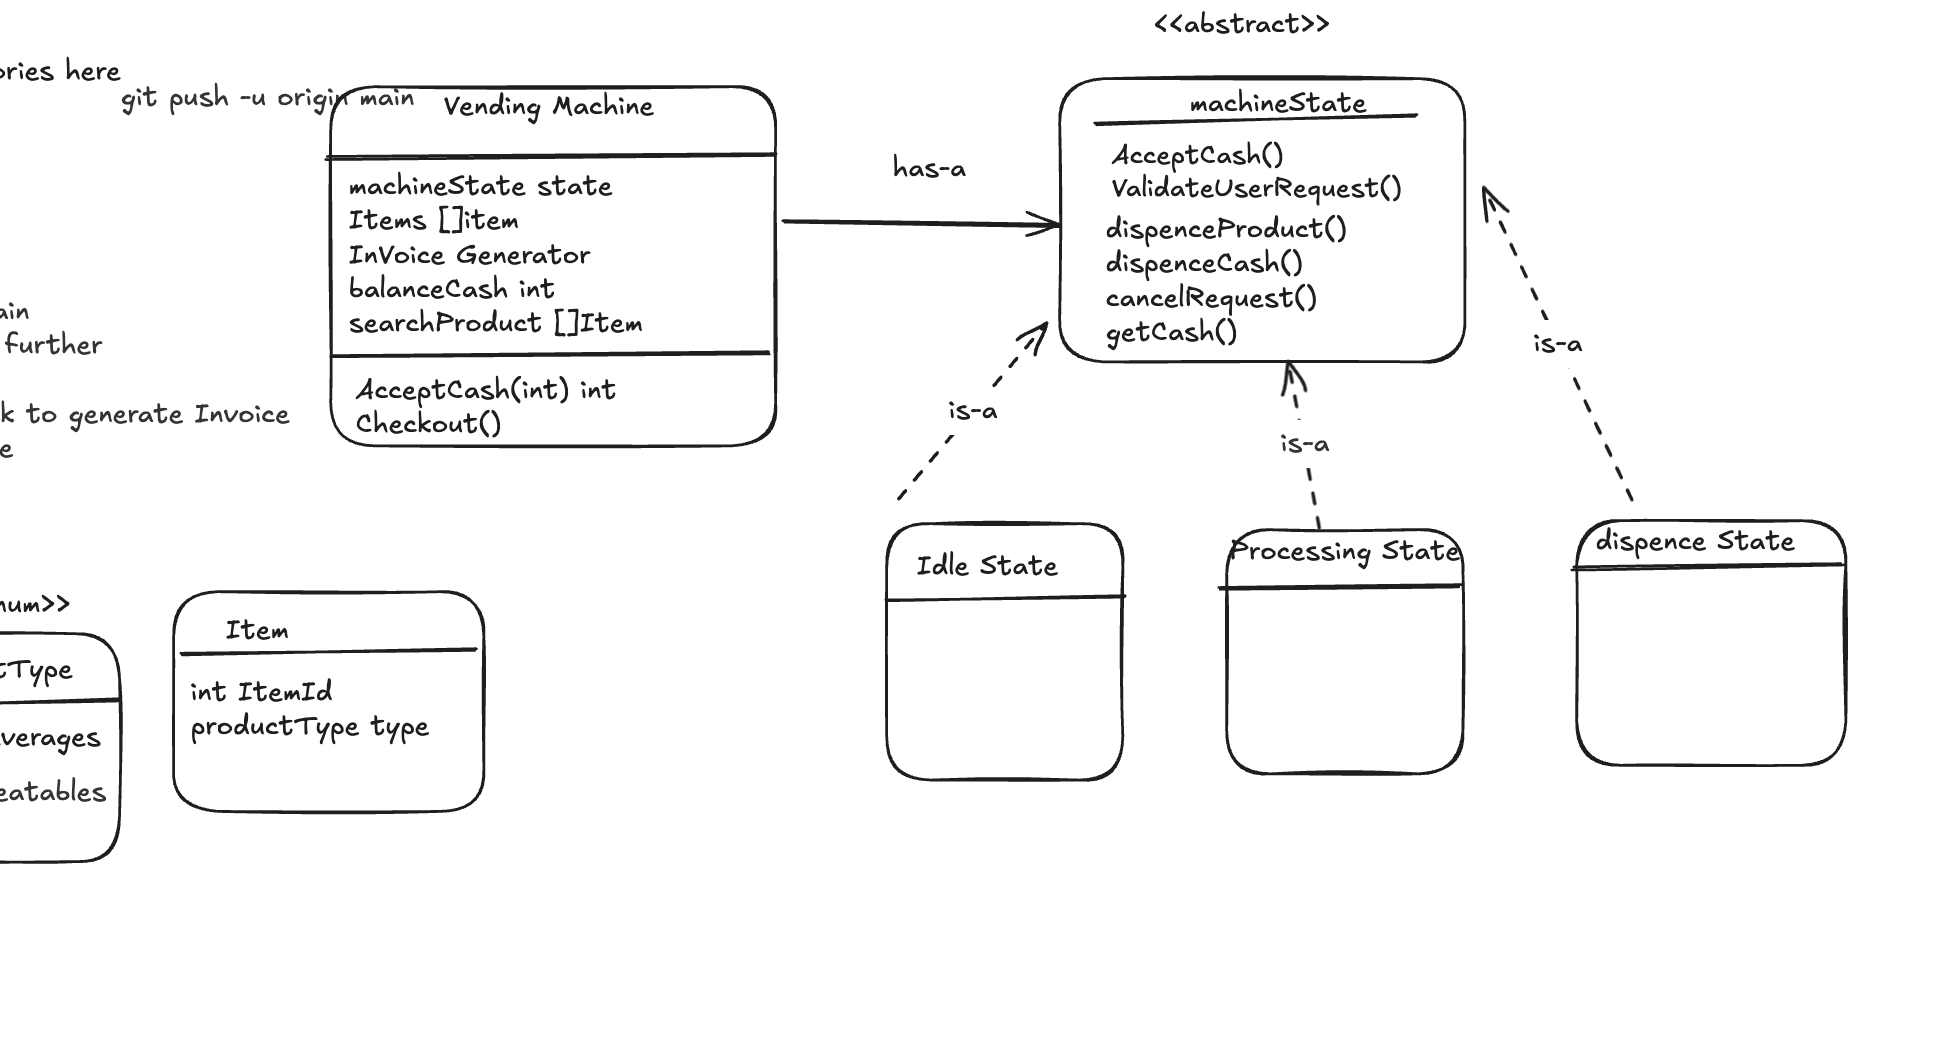 <<abstract>>
ories here
git push -u origin main
Vending Machine
machineState state
Items []item
InVoice Generator
balanceCash int
searchProduct []Item
AcceptCash(int) int
Checkout()
has-a
machineState
AcceptCash()
ValidateUserRequest()
dispenceProduct()
dispenceCash()
cancelRequest()
getCash()
is-a
is-a
is-a
ain
further
k to generate Invoice
e
num>>
tType
verages
eatables
Item
int ItemId
productType type
Idle State
Processing State
dispence State